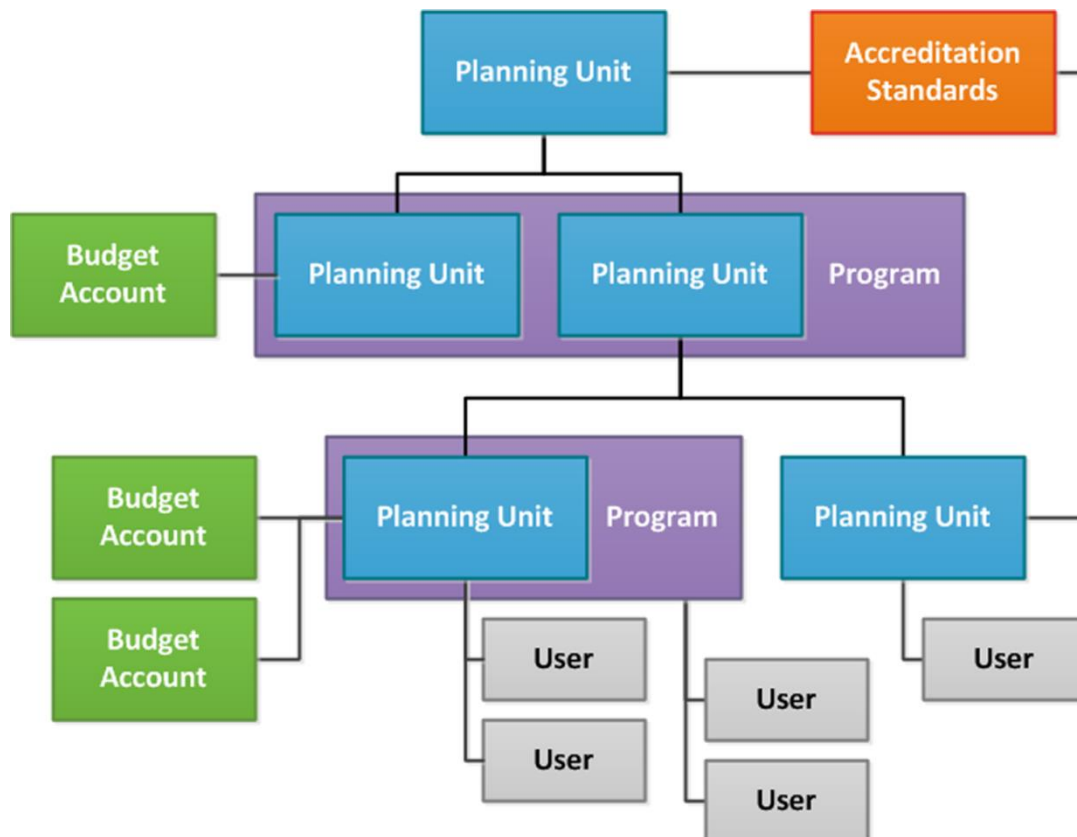 Planning Unit
Accreditation
Standards
Budget
Account
Planning Unit
Planning Unit
Program
Budget
Account
Planning Unit
Program
Planning Unit
Budget
Account
User
User
User
User
User